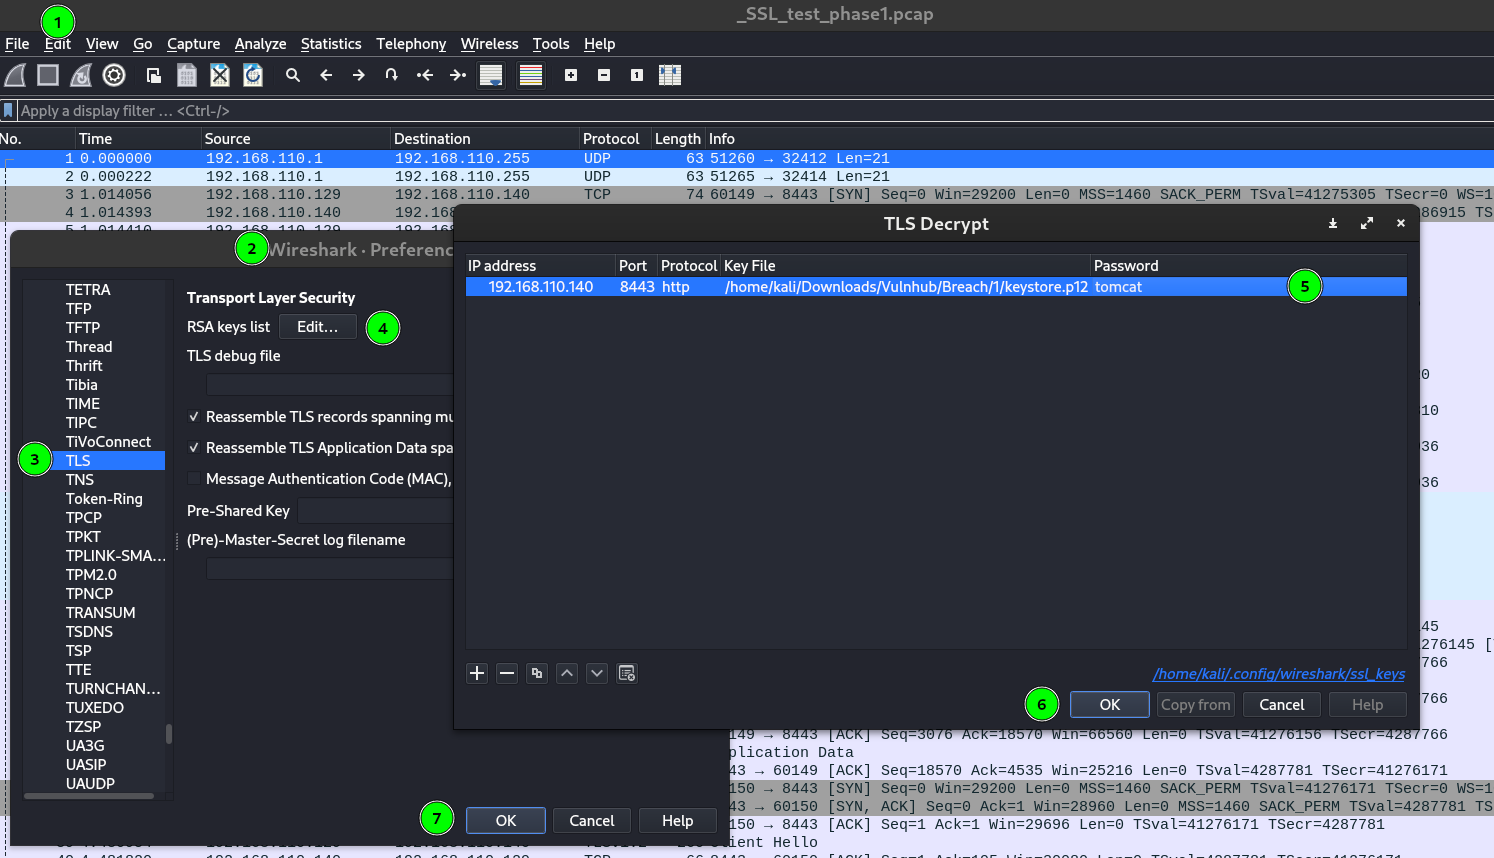 _SSL_test_phase1.pcap
1
File Edit View Go Capture Analyze Statistics Telephony Wireless Tools Help
Apply a display filter … <Ctrl-/>
No. Time Source Destination Protocol Length Info
1 0.000000 192.168.110.1 192.168.110.255 UDP 63 51260 → 32412 Len=21
2 0.000222 192.168.110.1 192.168.110.255 UDP 63 51265 → 32414 Len=21
3 1.014056 192.168.110.129 192.168.110.140 TCP 74 60149 → 8443 [SYN] Seq=0 Win=29200 Len=0 MSS=1460 SACK_PERM TSval=41275305 TSecr=0 WS=1
4 1.014393 192.168.110.140 192.168
286915 TS
2
Wireshark · Preferenc
TETRA
TFP
TFTP
Thread
Thrift
Tibia
TIME
TIPC
TiVoConnect
3
TLS
TNS
Token-Ring
TPCP
TPKT
TPLINK-SMA…
TPM2.0
TPNCP
TRANSUM
TSDNS
TSP
TTE
TURNCHAN…
TUXEDO
TZSP
UA3G
UASIP
UAUDP
Transport Layer Security
RSA keys list Edit… 4
TLS debug file
Reassemble TLS records spanning mu
Reassemble TLS Application Data spa
Message Authentication Code (MAC),
Pre-Shared Key
(Pre)-Master-Secret log filename
7 OK Cancel Help
TLS Decrypt
IP address Port Protocol Key File Password
192.168.110.140 8443 http /home/kali/Downloads/Vulnhub/Breach/1/keystore.p12 tomcat 5
/home/kali/.config/wireshark/ssl_keys
6 OK Copy from Cancel Help
0
10
36
36
45
1276145 [
766
766
149 → 8443 [ACK] Seq=3076 Ack=18570 Win=66560 Len=0 TSval=41276156 TSecr=4287766
plication Data
43 → 60149 [ACK] Seq=18570 Ack=4535 Win=25216 Len=0 TSval=4287781 TSecr=41276171
150 → 8443 [SYN] Seq=0 Win=29200 Len=0 MSS=1460 SACK_PERM TSval=41276171 TSecr=0 WS=1
43 → 60150 [SYN, ACK] Seq=0 Ack=1 Win=28960 Len=0 MSS=1460 SACK_PERM TSval=4287781 TS
150 → 8443 [ACK] Seq=1 Ack=1 Win=29696 Len=0 TSval=41276171 TSecr=4287781
Client Hello